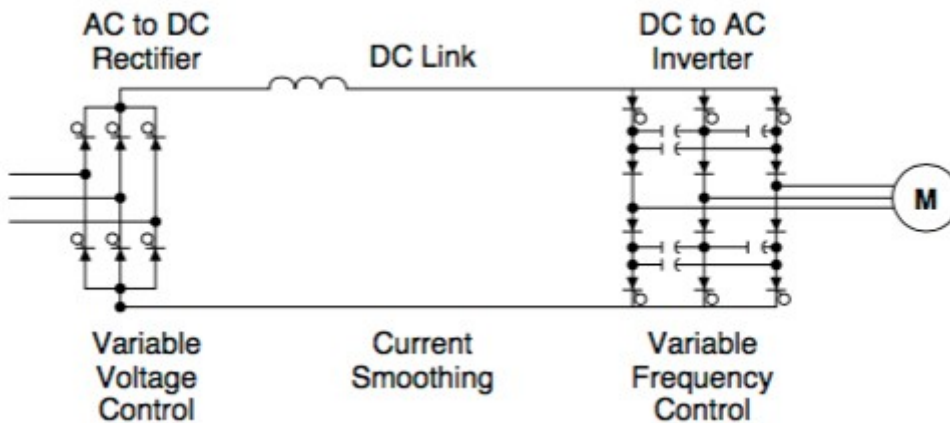 AC to DC
Rectifier
DC Link
DC to AC
Inverter
M
Variable
Voltage
Control
Current
Smoothing
Variable
Frequency
Control